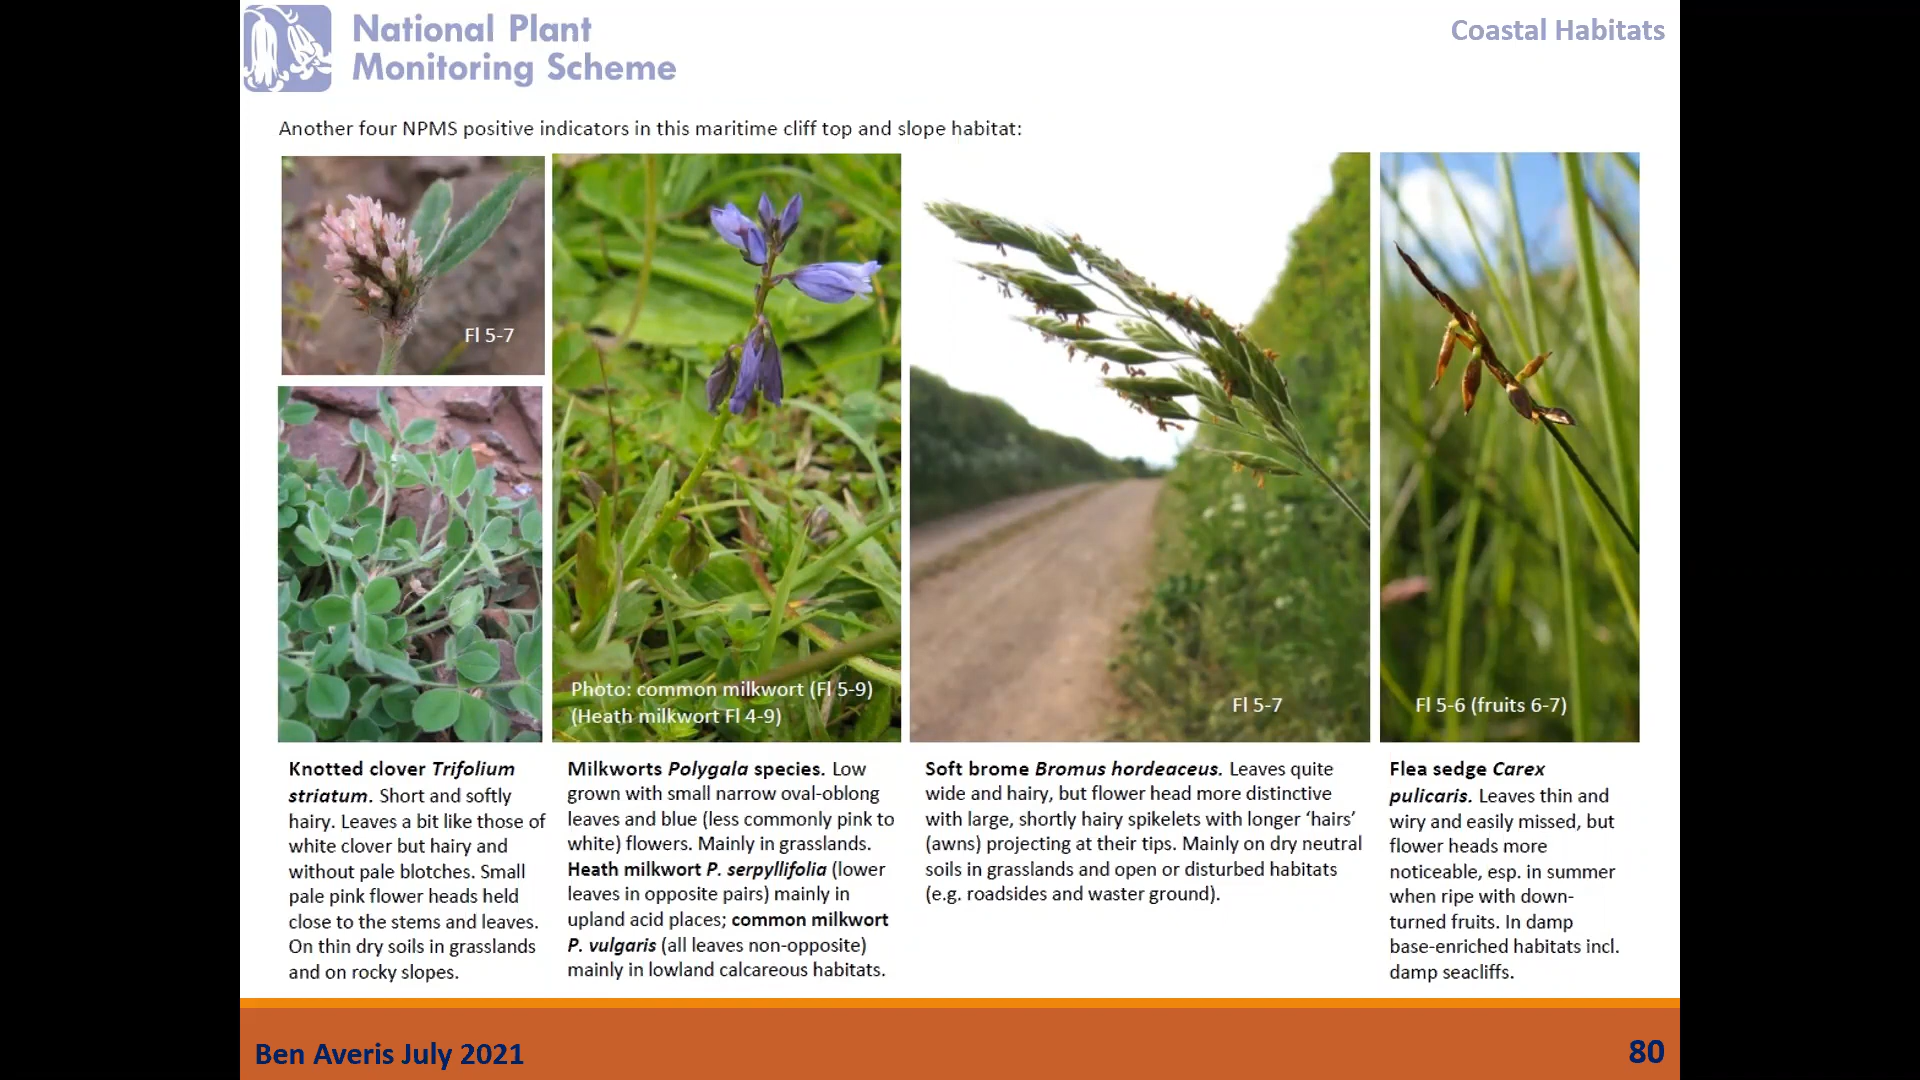 National Plant
Monitoring Scheme
Coastal Habitats
Another four NPMS positive indicators in this maritime cliff top and slope habitat:
Fl 5-7
Photo: common milkwort (Fl 5-9)
(Heath milkwort Fl 4-9)
Fl 5-7
Fl 5-6 (fruits 6-7)
Knotted clover Trifolium
striatum. Short and softly
hairy. Leaves a bit like those of
white clover but hairy and
without pale blotches. Small
pale pink flower heads held
close to the stems and leaves.
On thin dry soils in grasslands
and on rocky slopes.
Milkworts Polygala species. Low
grown with small narrow oval-oblong
leaves and blue (less commonly pink to
white) flowers. Mainly in grasslands.
Heath milkwort P. serpyllifolia (lower
leaves in opposite pairs) mainly in
upland acid places; common milkwort
P. vulgaris (all leaves non-opposite)
mainly in lowland calcareous habitats.
Soft brome Bromus hordeaceus. Leaves quite
wide and hairy, but flower head more distinctive
with large, shortly hairy spikelets with longer ‘hairs’
(awns) projecting at their tips. Mainly on dry neutral
soils in grasslands and open or disturbed habitats
(e.g. roadsides and waster ground).
Flea sedge Carex
pulicaris. Leaves thin and
wiry and easily missed, but
flower heads more
noticeable, esp. in summer
when ripe with down-
turned fruits. In damp
base-enriched habitats incl.
damp seacliffs.
Ben Averis July 2021
80